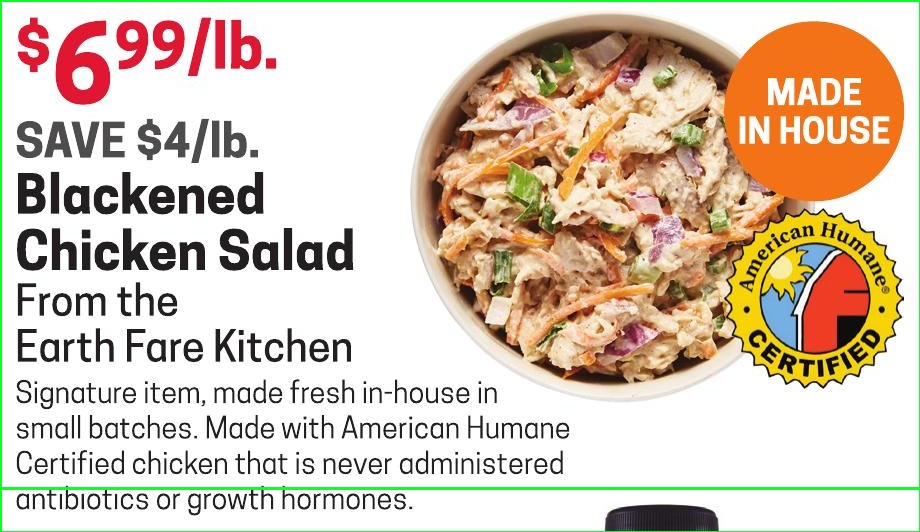 $6.99/lb.
SAVE $4/lb.
Blackened
Chicken Salad
From the
Earth Fare Kitchen
Signature item, made fresh in-house in
small batches. Made with American Humane
Certified chicken that is never administered
antibiotics or growth hormones.
MADE
IN HOUSE
American Humane®
CERTIFIED